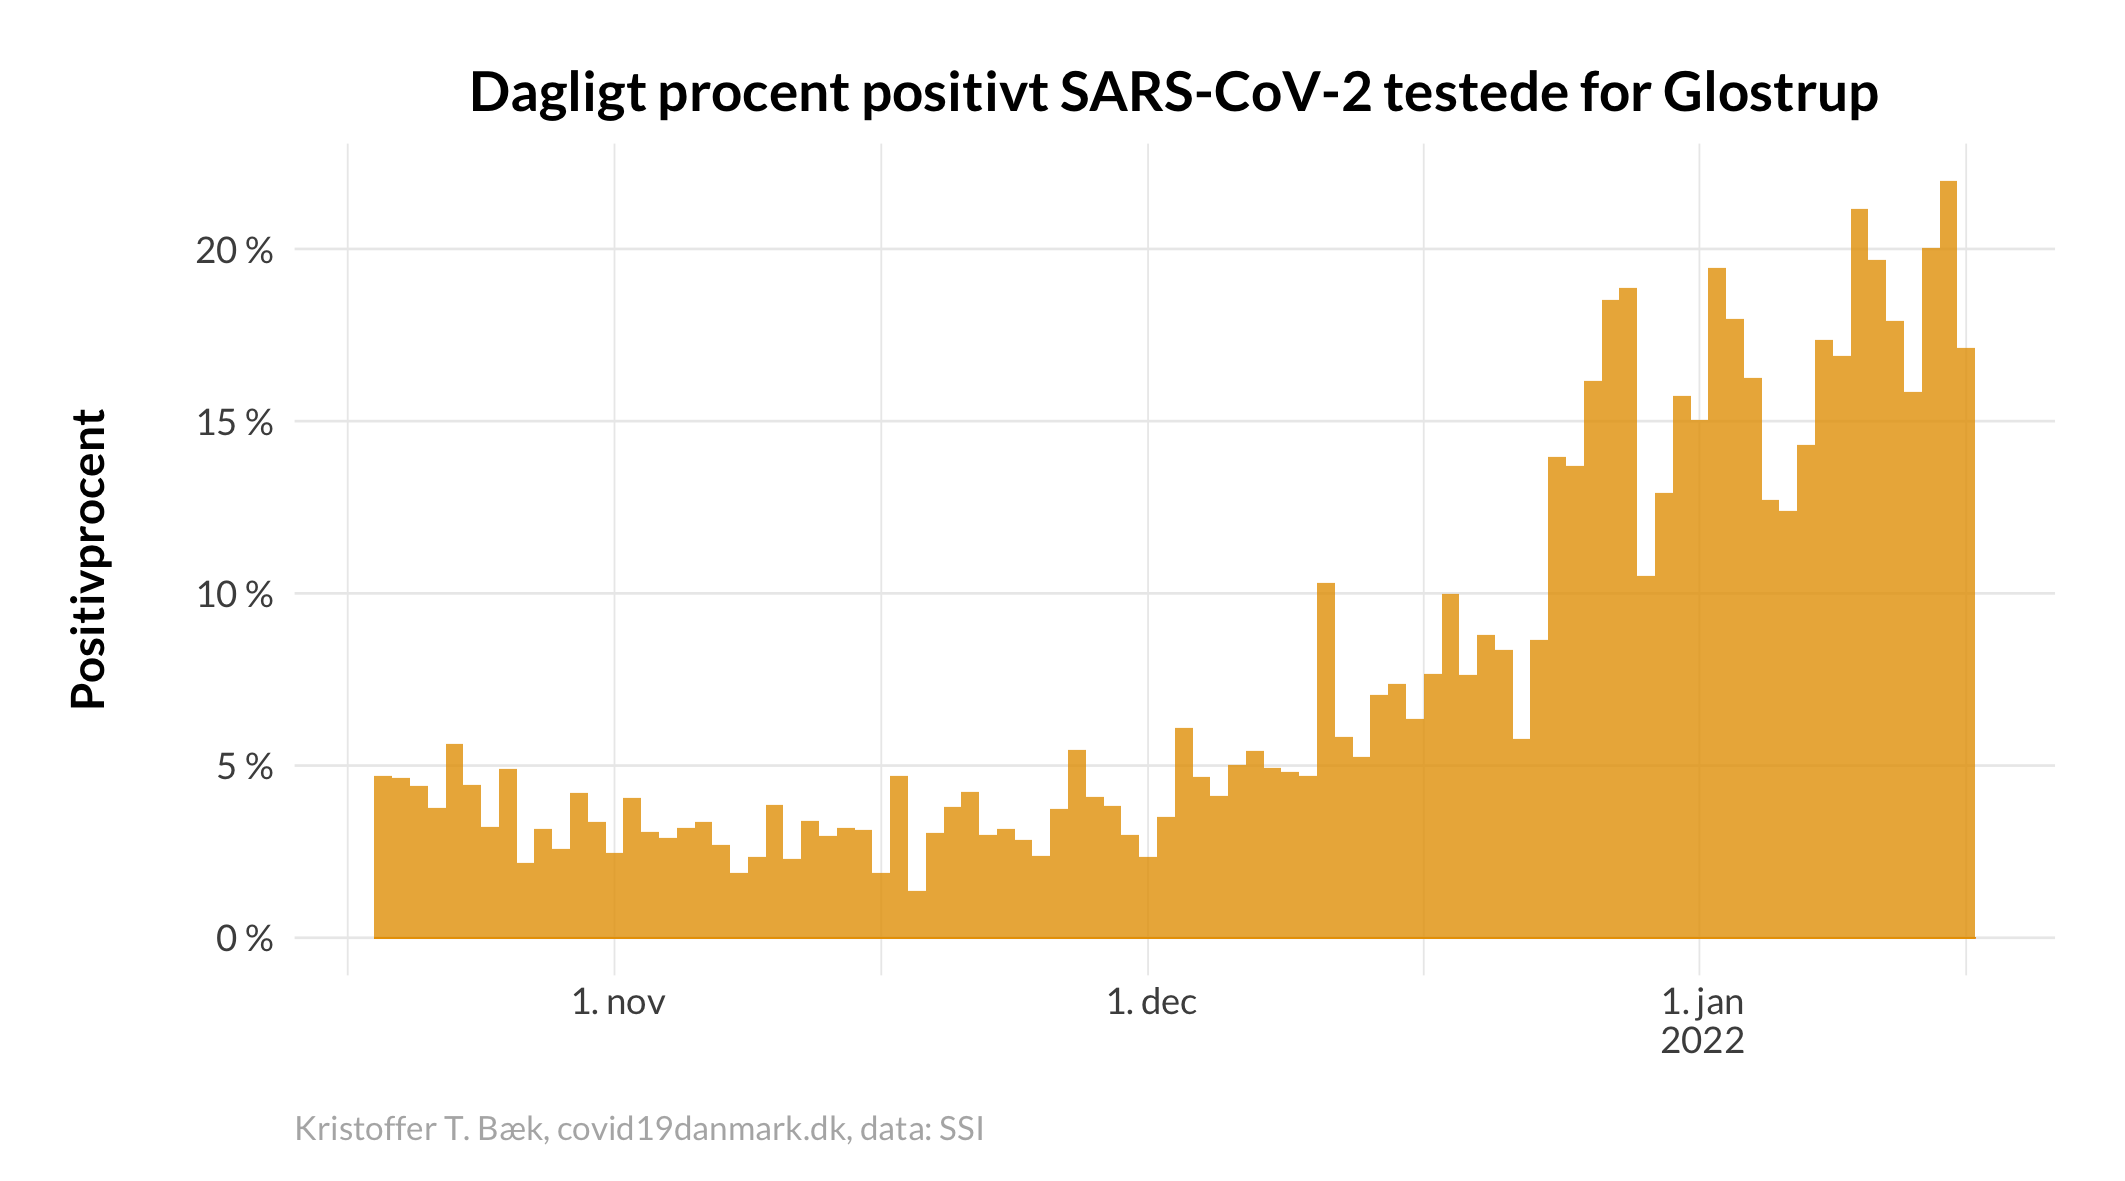 Dagligt procent positivt SARS-CoV-2 testede for Glostrup
Positivprocent
20 %
15 %
10 %
5 %
0 %
1. nov
1. dec
1. jan
2022
Kristoffer T. Bæk, covid19danmark.dk, data: SSI